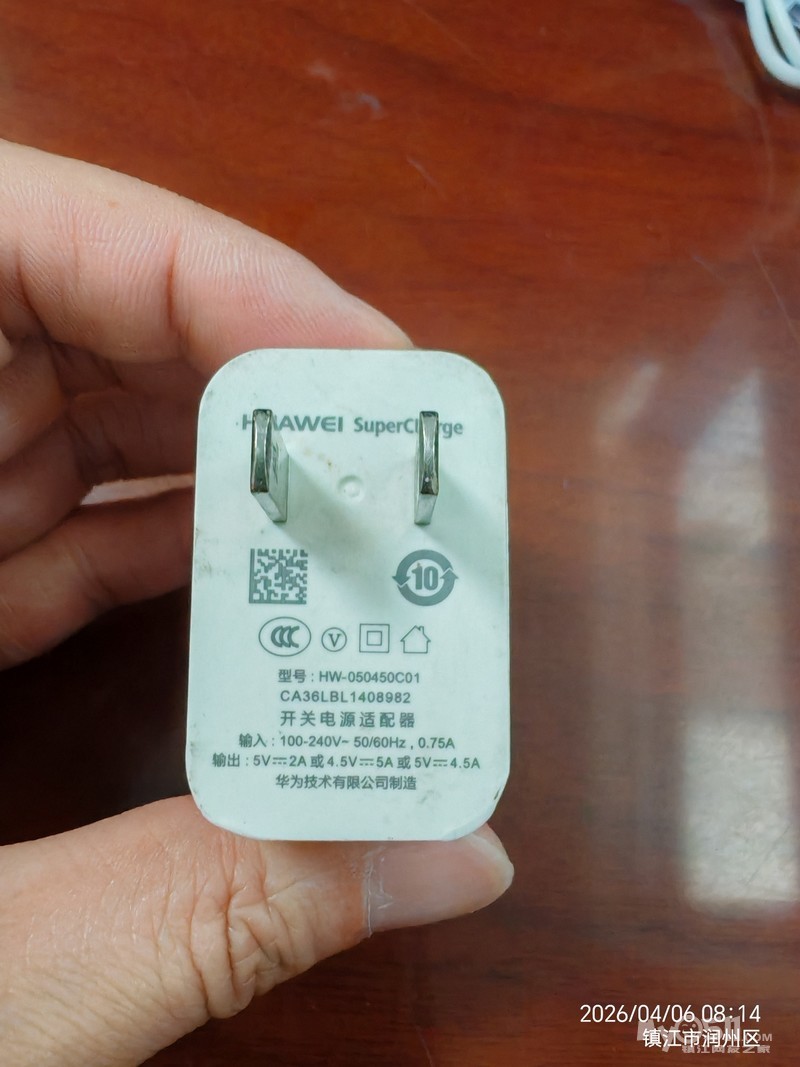 HUAWEI SuperCharge
10
CCC
V
型号：HW-050450C01
CA36LBL1408982
开关电源适配器
输入：100-240V~ 50/60Hz，0.75A
输出：5V⎓2A 或 4.5V⎓5A 或 5V⎓4.5A
华为技术有限公司制造
2026/04/06 08:14
镇江市润州区